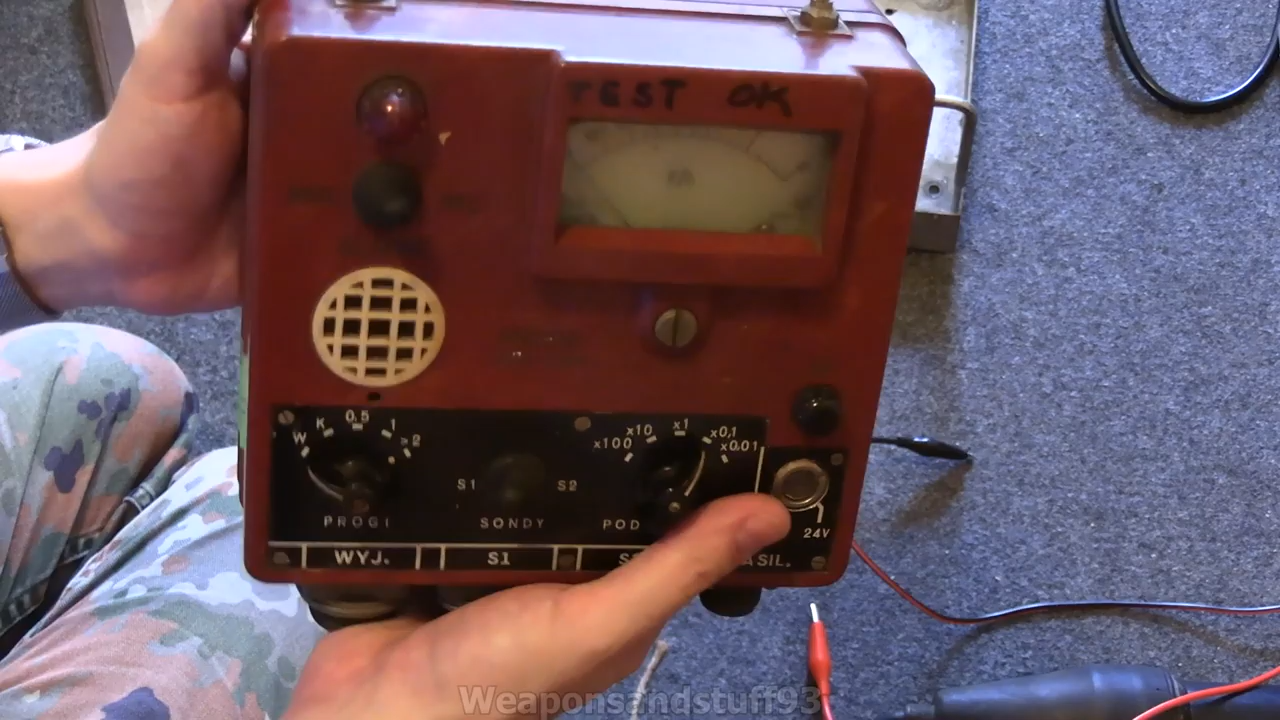 TEST OK
W K 0,5 1 >2
x100 x10 x1 x0,1 x0,01
S1 S2
PROGI SONDY POD
24V
WYJ. S1
Weaponsandstuff93